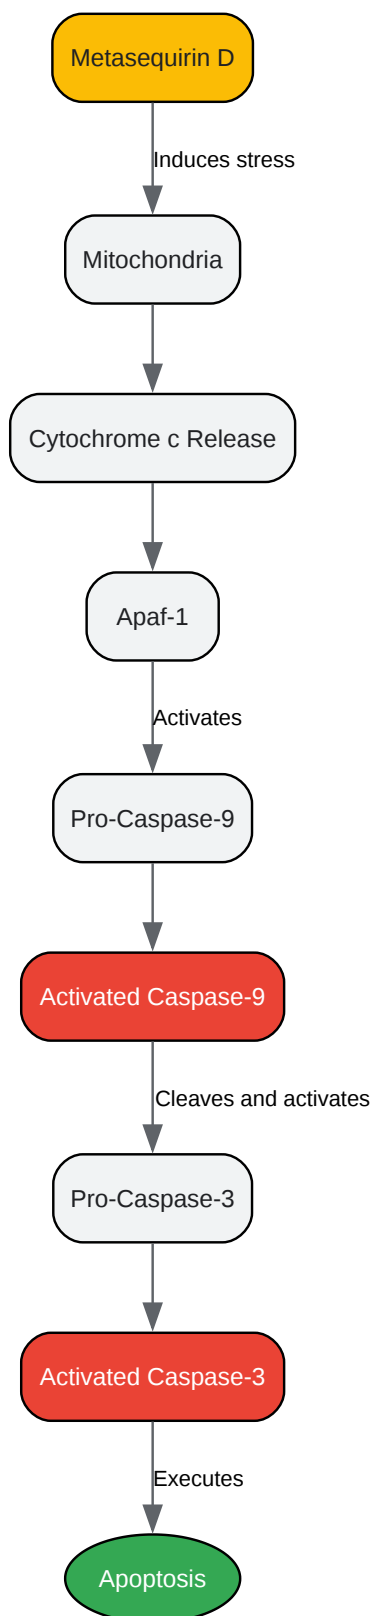 Metasequirin D
Induces stress
Mitochondria
Cytochrome c Release
Apaf-1
Activates
Pro-Caspase-9
Activated Caspase-9
Cleaves and activates
Pro-Caspase-3
Activated Caspase-3
Executes
Apoptosis